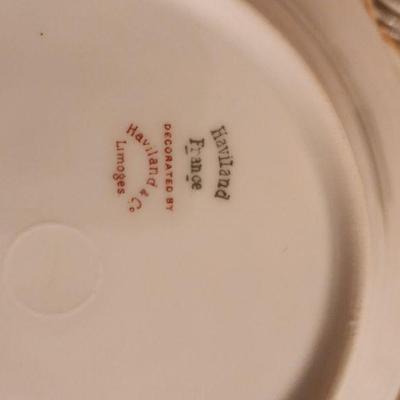 Haviland
France
DECORATED BY
Haviland & Co
Limoges